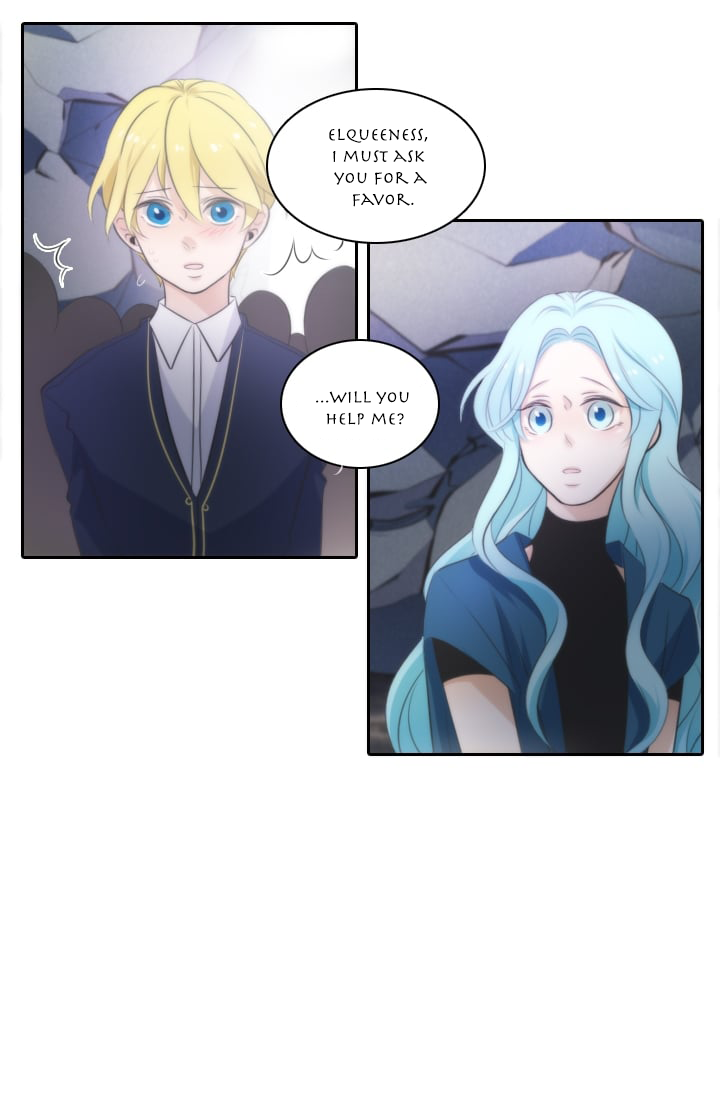 ELQUEENESS,
I MUST ASK
YOU FOR A
FAVOR.
...WILL YOU
HELP ME?